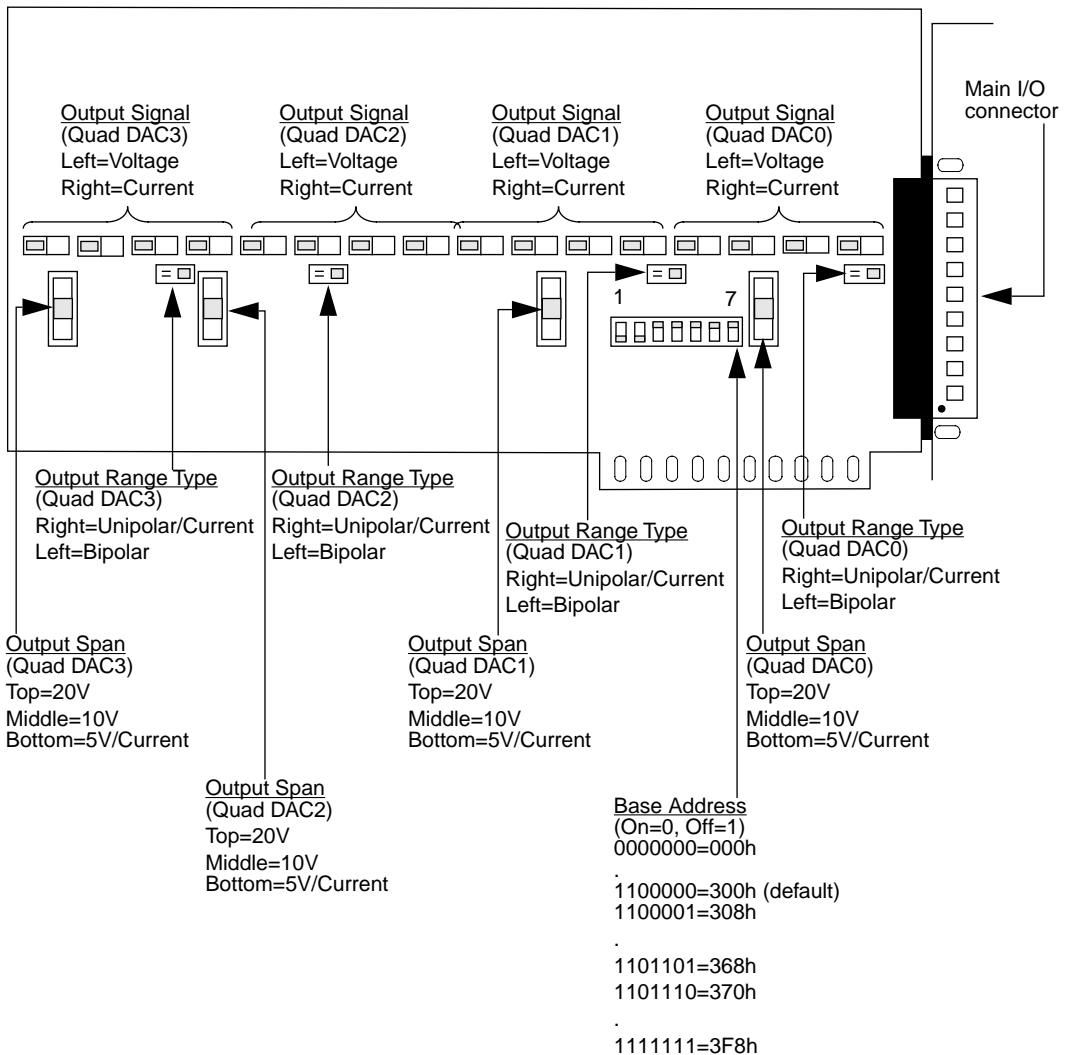 Main I/O
connector
Output Signal
(Quad DAC3)
Left=Voltage
Right=Current
Output Signal
(Quad DAC2)
Left=Voltage
Right=Current
Output Signal
(Quad DAC1)
Left=Voltage
Right=Current
Output Signal
(Quad DAC0)
Left=Voltage
Right=Current
1 7
Output Range Type
(Quad DAC3)
Right=Unipolar/Current
Left=Bipolar
Output Range Type
(Quad DAC2)
Right=Unipolar/Current
Left=Bipolar
Output Range Type
(Quad DAC1)
Right=Unipolar/Current
Left=Bipolar
Output Range Type
(Quad DAC0)
Right=Unipolar/Current
Left=Bipolar
Output Span
(Quad DAC3)
Top=20V
Middle=10V
Bottom=5V/Current
Output Span
(Quad DAC1)
Top=20V
Middle=10V
Bottom=5V/Current
Output Span
(Quad DAC0)
Top=20V
Middle=10V
Bottom=5V/Current
Output Span
(Quad DAC2)
Top=20V
Middle=10V
Bottom=5V/Current
Base Address
(On=0, Off=1)
0000000=000h
.
1100000=300h (default)
1100001=308h
.
1101101=368h
1101110=370h
.
1111111=3F8h